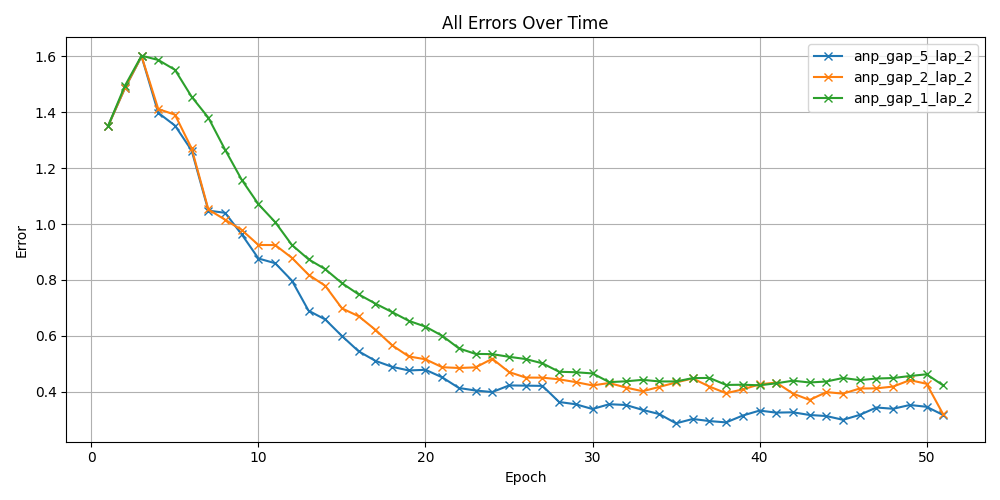 All Errors Over Time
anp_gap_5_lap_2
anp_gap_2_lap_2
anp_gap_1_lap_2
Error
1.6
1.4
1.2
1.0
0.8
0.6
0.4
0 10 20 30 40 50
Epoch